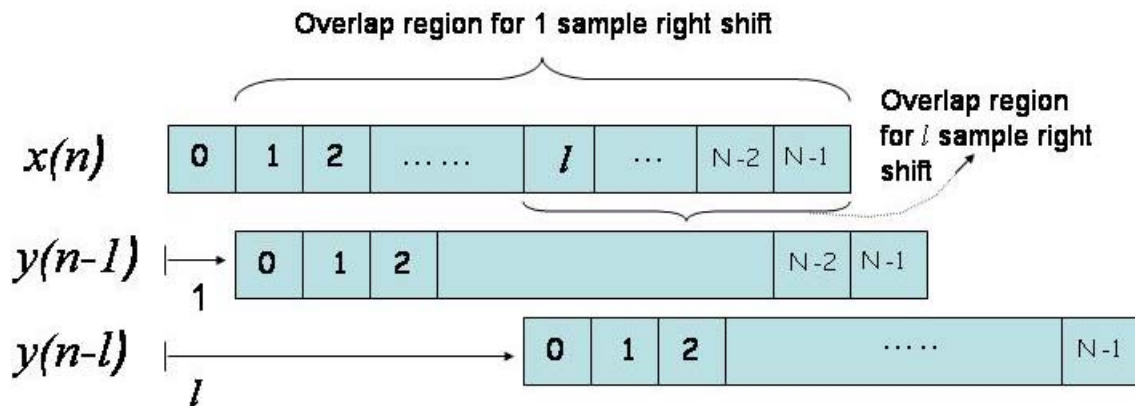 Overlap region for 1 sample right shift
Overlap region
for l sample right
shift
x(n) 0 1 2 ...... l ... N-2 N-1
y(n-1) 0 1 2 N-2 N-1
1
y(n-l) 0 1 2 ..... N-1
l